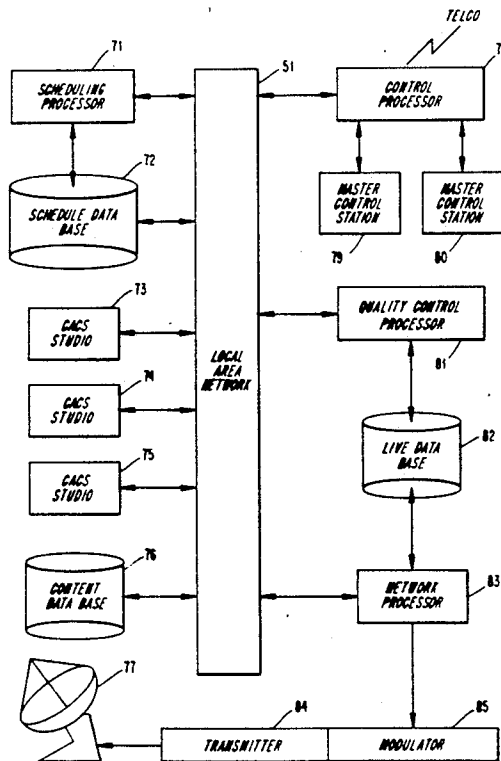 TELCO
71
SCHEDULING
PROCESSOR
51
7
CONTROL
PROCESSOR
72
SCHEDULE DATA
BASE
MASTER
CONTROL
STATION
79
MASTER
CONTROL
STATION
80
73
CACS
STUDIO
QUALITY CONTROL
PROCESSOR
81
74
CACS
STUDIO
LOCAL
AREA
NETWORK
82
LIVE DATA
BASE
75
CACS
STUDIO
76
CONTENT
DATA BASE
NETWORK
PROCESSOR
83
77
84
85
TRANSMITTER
MODULATOR